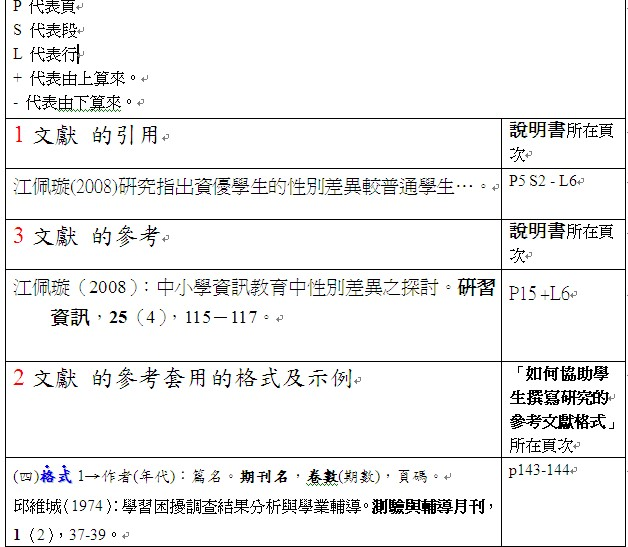 P 代表頁
S 代表段
L 代表行
+ 代表由上算來。
- 代表由下算來。
1 文獻 的引用
說明書所在頁
次
江佩璇(2008)研究指出資優學生的性別差異較普通學生…。
P5 S2 - L6
3 文獻 的參考
說明書所在頁
次
江佩璇（2008）：中小學資訊教育中性別差異之探討。研習
資訊，25（4），115－117。
P15 +L6
2 文獻 的參考套用的格式及示例
「如何協助學
生撰寫研究的
參考文獻格式」
所在頁次
(四)格式 1→作者(年代)：篇名。期刊名，卷數(期數)，頁碼。
邱維城〈1974〉：學習困擾調查結果分析與學業輔導。測驗與輔導月刊，
1〈2〉，37-39。
p143-144